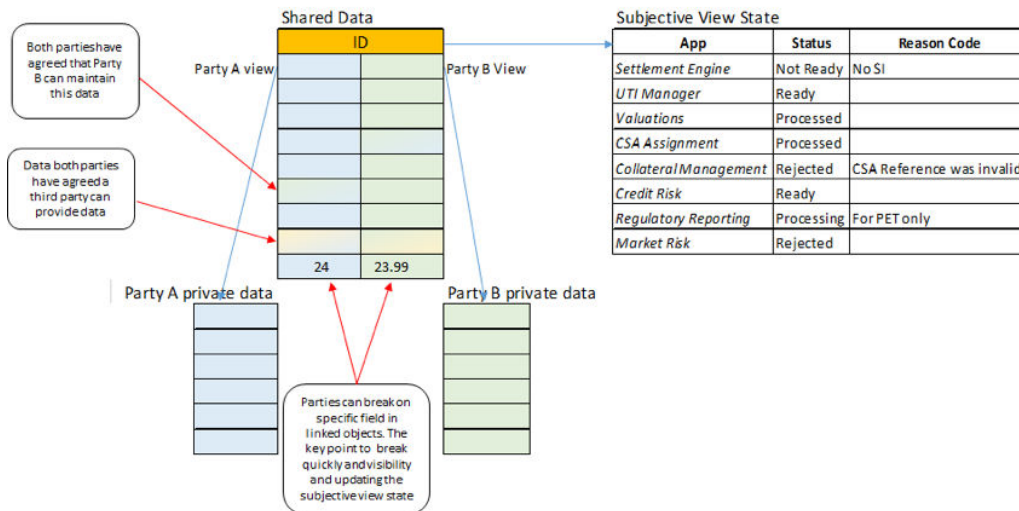 Shared Data
Subjective View State
ID
App Status Reason Code
Both parties have
agreed that Party
B can maintain
this data
Party A view
Party B View
Settlement Engine Not Ready No SI
UTI Manager Ready
Valuations Processed
CSA Assignment Processed
Collateral Management Rejected CSA Reference was invalid
Credit Risk Ready
Regulatory Reporting Processing For PET only
Market Risk Rejected
Data both parties
have agreed a
third party can
provide data
24 23.99
Party A private data
Party B private data
Parties can break on
specific field in
linked objects. The
key point to break
quickly and visibility
and updating the
subjective view state